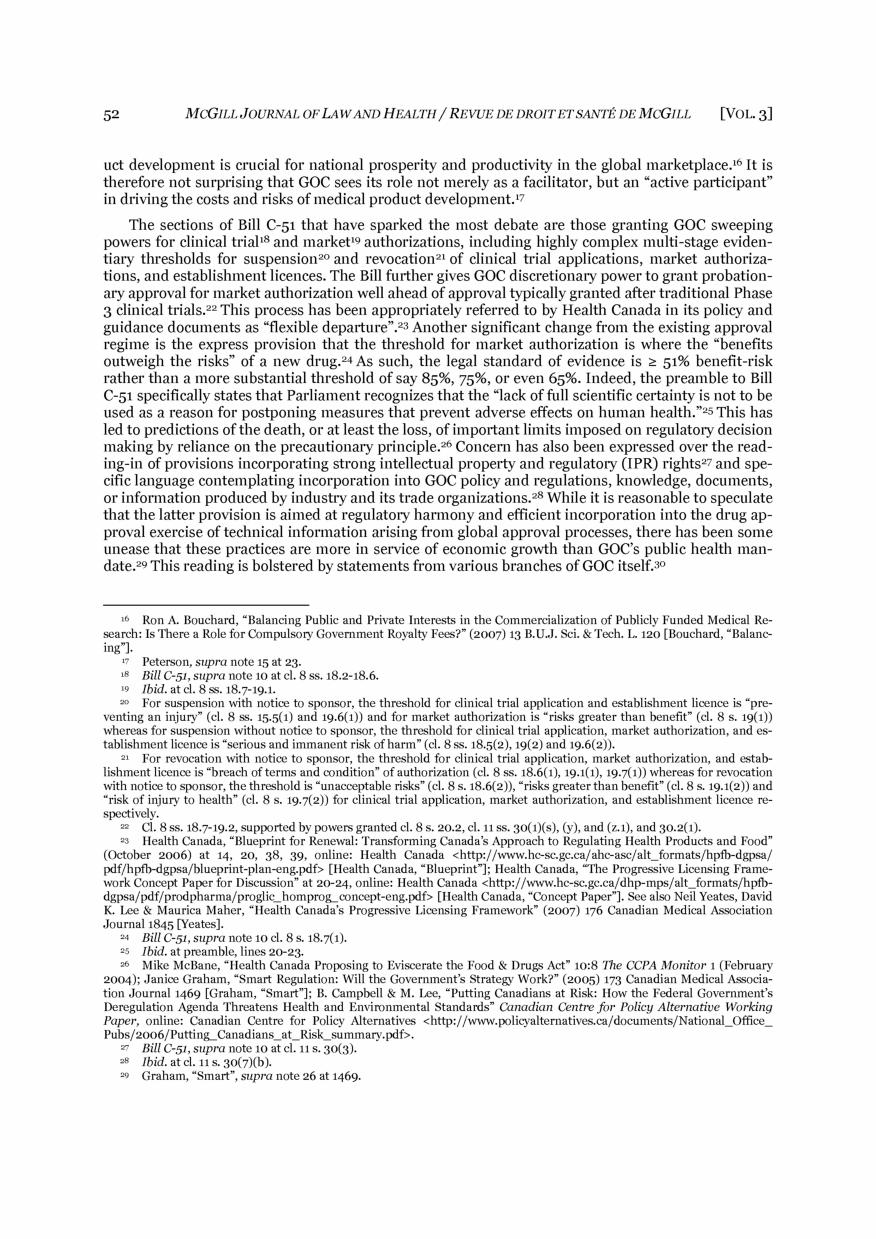 52 MCGILL JOURNAL OF LAW AND HEALTH / REVUE DE DROIT ET SANTÉ DE MCGILL [VOL. 3]
uct development is crucial for national prosperity and productivity in the global marketplace.16 It is
therefore not surprising that GOC sees its role not merely as a facilitator, but an “active participant”
in driving the costs and risks of medical product development.17
The sections of Bill C-51 that have sparked the most debate are those granting GOC sweeping
powers for clinical trial18 and market19 authorizations, including highly complex multi-stage eviden-
tiary thresholds for suspension20 and revocation21 of clinical trial applications, market authoriza-
tions, and establishment licences. The Bill further gives GOC discretionary power to grant probation-
ary approval for market authorization well ahead of approval typically granted after traditional Phase
3 clinical trials.22 This process has been appropriately referred to by Health Canada in its policy and
guidance documents as “flexible departure”.23 Another significant change from the existing approval
regime is the express provision that the threshold for market authorization is where the “benefits
outweigh the risks” of a new drug.24 As such, the legal standard of evidence is ≥ 51% benefit-risk
rather than a more substantial threshold of say 85%, 75%, or even 65%. Indeed, the preamble to Bill
C-51 specifically states that Parliament recognizes that the “lack of full scientific certainty is not to be
used as a reason for postponing measures that prevent adverse effects on human health.”25 This has
led to predictions of the death, or at least the loss, of important limits imposed on regulatory decision
making by reliance on the precautionary principle.26 Concern has also been expressed over the read-
ing-in of provisions incorporating strong intellectual property and regulatory (IPR) rights27 and spe-
cific language contemplating incorporation into GOC policy and regulations, knowledge, documents,
or information produced by industry and its trade organizations.28 While it is reasonable to speculate
that the latter provision is aimed at regulatory harmony and efficient incorporation into the drug ap-
proval exercise of technical information arising from global approval processes, there has been some
unease that these practices are more in service of economic growth than GOC’s public health man-
date.29 This reading is bolstered by statements from various branches of GOC itself.30
16 Ron A. Bouchard, “Balancing Public and Private Interests in the Commercialization of Publicly Funded Medical Re-
search: Is There a Role for Compulsory Government Royalty Fees?” (2007) 13 B.U.J. Sci. & Tech. L. 120 [Bouchard, “Balanc-
ing”].
17 Peterson, supra note 15 at 23.
18 Bill C-51, supra note 10 at cl. 8 ss. 18.2-18.6.
19 Ibid. at cl. 8 ss. 18.7-19.1.
20 For suspension with notice to sponsor, the threshold for clinical trial application and establishment licence is “pre-
venting an injury” (cl. 8 ss. 15.5(1) and 19.6(1)) and for market authorization is “risks greater than benefit” (cl. 8 s. 19(1))
whereas for suspension without notice to sponsor, the threshold for clinical trial application, market authorization, and es-
tablishment licence is “serious and immanent risk of harm” (cl. 8 ss. 18.5(2), 19(2) and 19.6(2)).
21 For revocation with notice to sponsor, the threshold for clinical trial application, market authorization, and estab-
lishment licence is “breach of terms and condition” of authorization (cl. 8 ss. 18.6(1), 19.1(1), 19.7(1)) whereas for revocation
with notice to sponsor, the threshold is “unacceptable risks” (cl. 8 s. 18.6(2)), “risks greater than benefit” (cl. 8 s. 19.1(2)) and
“risk of injury to health” (cl. 8 s. 19.7(2)) for clinical trial application, market authorization, and establishment licence re-
spectively.
22 Cl. 8 ss. 18.7-19.2, supported by powers granted cl. 8 s. 20.2, cl. 11 ss. 30(1)(s), (y), and (z.1), and 30.2(1).
23 Health Canada, “Blueprint for Renewal: Transforming Canada’s Approach to Regulating Health Products and Food”
(October 2006) at 14, 20, 38, 39, online: Health Canada <http://www.hc-sc.gc.ca/ahc-asc/alt_formats/hpfb-dgpsa/
pdf/hpfb-dgpsa/blueprint-plan-eng.pdf> [Health Canada, “Blueprint”]; Health Canada, “The Progressive Licensing Frame-
work Concept Paper for Discussion” at 20-24, online: Health Canada <http://www.hc-sc.gc.ca/dhp-mps/alt_formats/hpfb-
dgpsa/pdf/prodpharma/proglic_homprog_concept-eng.pdf> [Health Canada, “Concept Paper”]. See also Neil Yeates, David
K. Lee & Maurica Maher, “Health Canada’s Progressive Licensing Framework” (2007) 176 Canadian Medical Association
Journal 1845 [Yeates].
24 Bill C-51, supra note 10 cl. 8 s. 18.7(1).
25 Ibid. at preamble, lines 20-23.
26 Mike McBane, “Health Canada Proposing to Eviscerate the Food & Drugs Act” 10:8 The CCPA Monitor 1 (February
2004); Janice Graham, “Smart Regulation: Will the Government’s Strategy Work?” (2005) 173 Canadian Medical Associa-
tion Journal 1469 [Graham, “Smart”]; B. Campbell & M. Lee, “Putting Canadians at Risk: How the Federal Government’s
Deregulation Agenda Threatens Health and Environmental Standards” Canadian Centre for Policy Alternative Working
Paper, online: Canadian Centre for Policy Alternatives <http://www.policyalternatives.ca/documents/National_Office_
Pubs/2006/Putting_Canadians_at_Risk_summary.pdf>.
27 Bill C-51, supra note 10 at cl. 11 s. 30(3).
28 Ibid. at cl. 11 s. 30(7)(b).
29 Graham, “Smart”, supra note 26 at 1469.